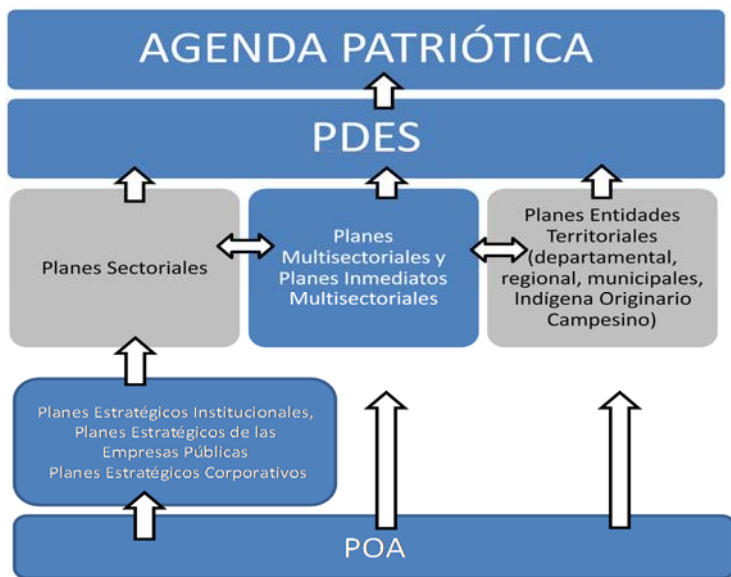 AGENDA PATRIÓTICA
PDES
Planes Sectoriales
Planes
Multisectoriales y
Planes Inmediatos
Multisectoriales
Planes Entidades
Territoriales
(departamental,
regional, municipales,
Indígena Originario
Campesino)
Planes Estratégicos Institucionales,
Planes Estratégicos de las
Empresas Públicas
Planes Estratégicos Corporativos
POA